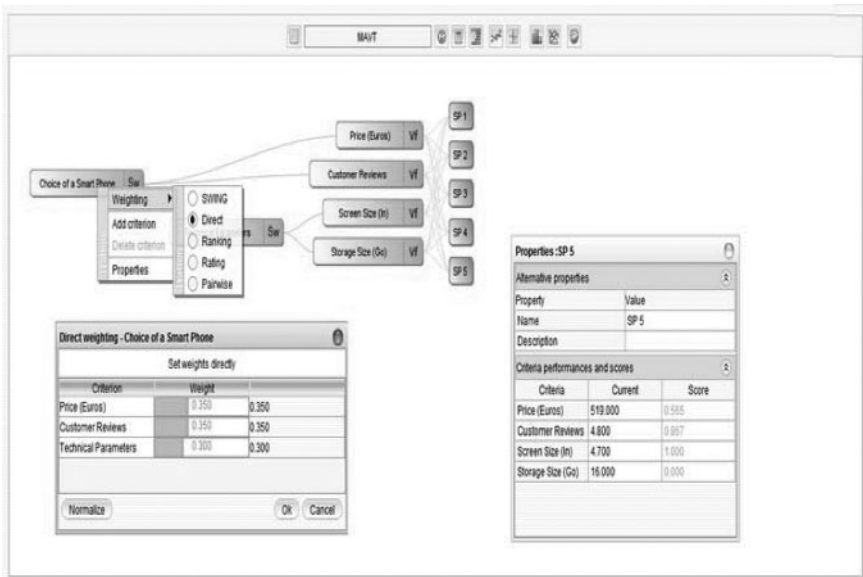 MAVT
SP 1
Price (Euros) Vf
SP 2
Choice of a Smart Phone Sw
Customer Reviews Vf
SP 3
Weighting
SWING
Add criterion
Direct
Screen Size (In) Vf
Delete criterion
Ranking
Sw
SP 4
Properties
Rating
Storage Size (Go) Vf
Pairwise
SP 5
Direct weighting - Choice of a Smart Phone
Set weights directly
Criterion Weight
Price (Euros) 0.350 0.350
Customer Reviews 0.350 0.350
Technical Parameters 0.300 0.300
Normalize Ok Cancel
Properties :SP 5
Alternative properties
Property Value
Name SP 5
Description
Criteria performances and scores
Criteria Current Score
Price (Euros) 519.000 0.565
Customer Reviews 4.800 0.867
Screen Size (In) 4.700 1.000
Storage Size (Go) 16.000 0.000